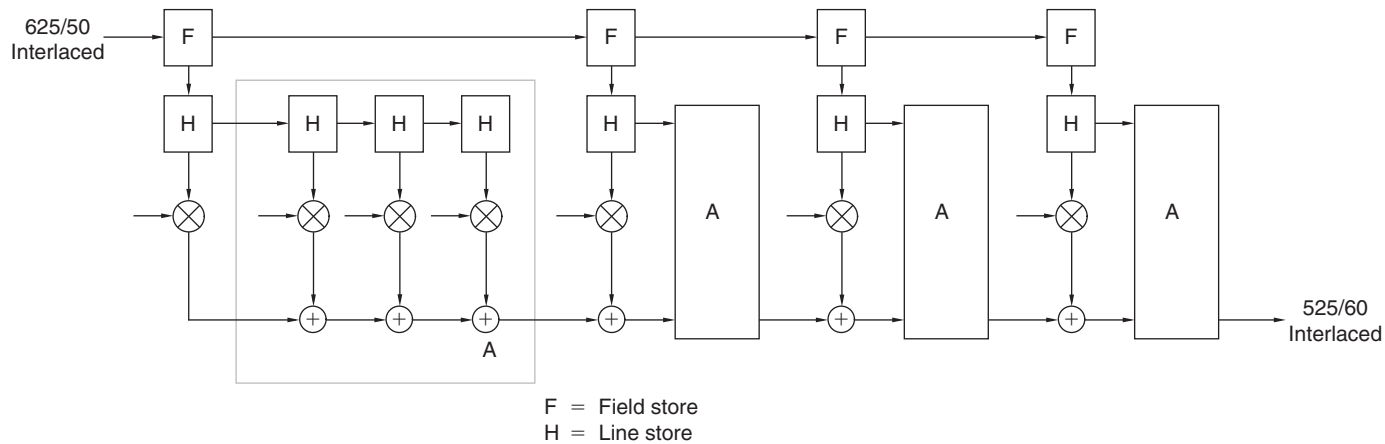 625/50
Interlaced
F
F
F
F
H
H
H
H
H
H
H
A
A
A
A
525/60
Interlaced
F = Field store
H = Line store